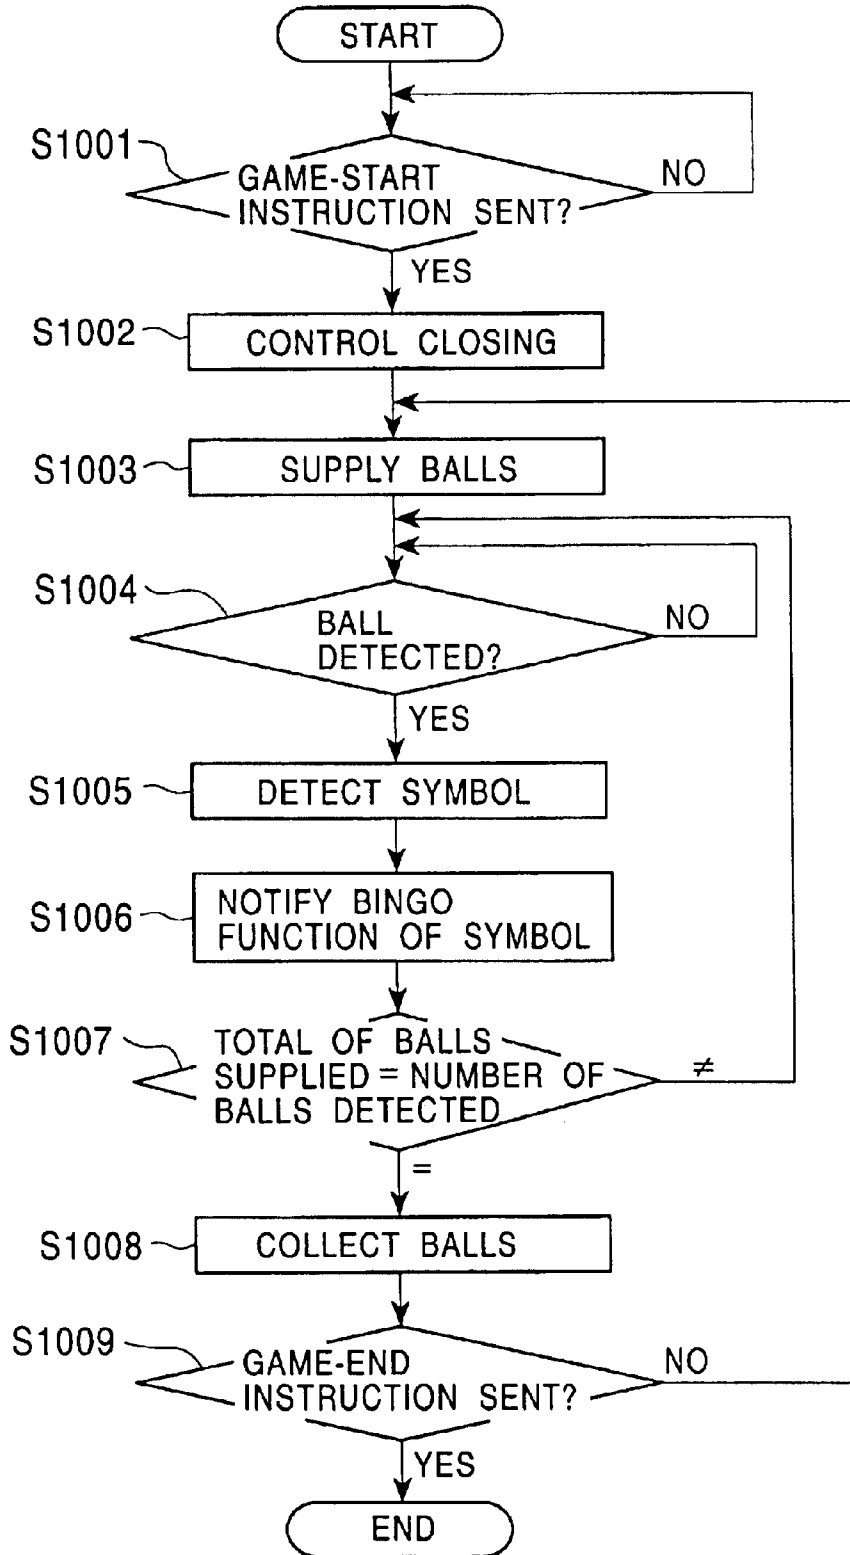 START
S1001
GAME-START
INSTRUCTION SENT?
NO
YES
S1002
CONTROL CLOSING
S1003
SUPPLY BALLS
S1004
BALL
DETECTED?
NO
YES
S1005
DETECT SYMBOL
S1006
NOTIFY BINGO
FUNCTION OF SYMBOL
S1007
TOTAL OF BALLS
SUPPLIED = NUMBER OF
BALLS DETECTED
≠
=
S1008
COLLECT BALLS
S1009
GAME-END
INSTRUCTION SENT?
NO
YES
END